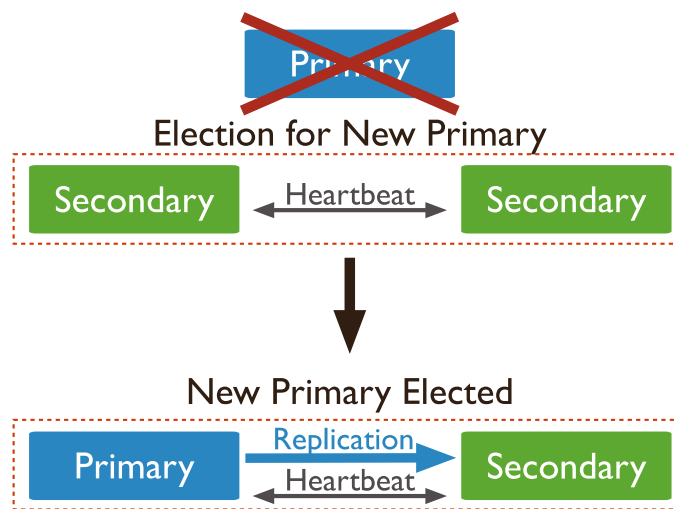 Primary
Election for New Primary
Secondary Heartbeat Secondary
New Primary Elected
Replication
Primary Secondary
Heartbeat